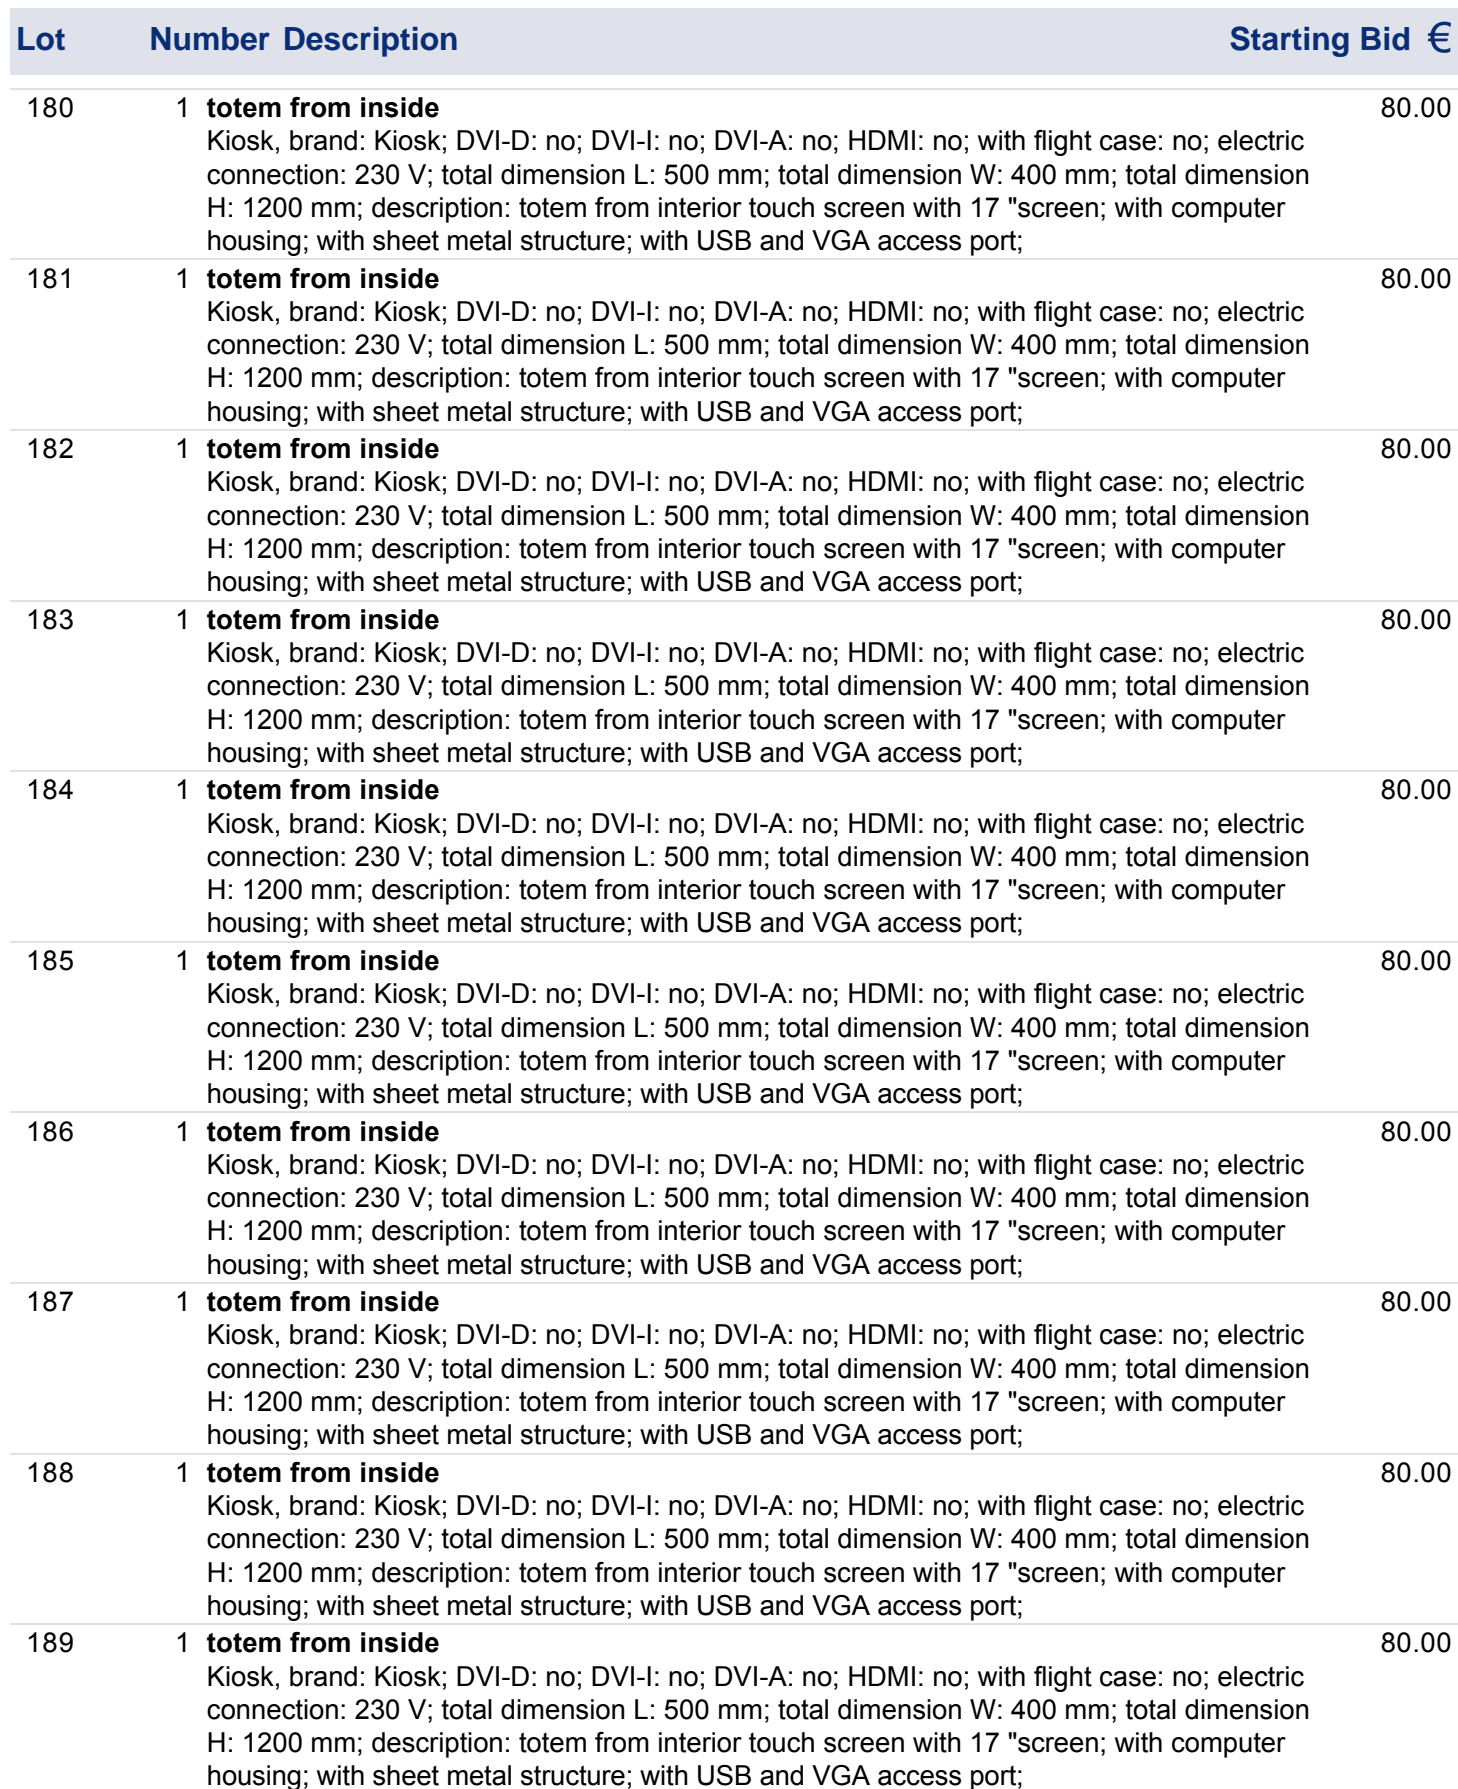 Lot Number Description Starting Bid €
180 1 totem from inside 80.00
Kiosk, brand: Kiosk; DVI-D: no; DVI-I: no; DVI-A: no; HDMI: no; with flight case: no; electric
connection: 230 V; total dimension L: 500 mm; total dimension W: 400 mm; total dimension
H: 1200 mm; description: totem from interior touch screen with 17 "screen; with computer
housing; with sheet metal structure; with USB and VGA access port;
181 1 totem from inside 80.00
Kiosk, brand: Kiosk; DVI-D: no; DVI-I: no; DVI-A: no; HDMI: no; with flight case: no; electric
connection: 230 V; total dimension L: 500 mm; total dimension W: 400 mm; total dimension
H: 1200 mm; description: totem from interior touch screen with 17 "screen; with computer
housing; with sheet metal structure; with USB and VGA access port;
182 1 totem from inside 80.00
Kiosk, brand: Kiosk; DVI-D: no; DVI-I: no; DVI-A: no; HDMI: no; with flight case: no; electric
connection: 230 V; total dimension L: 500 mm; total dimension W: 400 mm; total dimension
H: 1200 mm; description: totem from interior touch screen with 17 "screen; with computer
housing; with sheet metal structure; with USB and VGA access port;
183 1 totem from inside 80.00
Kiosk, brand: Kiosk; DVI-D: no; DVI-I: no; DVI-A: no; HDMI: no; with flight case: no; electric
connection: 230 V; total dimension L: 500 mm; total dimension W: 400 mm; total dimension
H: 1200 mm; description: totem from interior touch screen with 17 "screen; with computer
housing; with sheet metal structure; with USB and VGA access port;
184 1 totem from inside 80.00
Kiosk, brand: Kiosk; DVI-D: no; DVI-I: no; DVI-A: no; HDMI: no; with flight case: no; electric
connection: 230 V; total dimension L: 500 mm; total dimension W: 400 mm; total dimension
H: 1200 mm; description: totem from interior touch screen with 17 "screen; with computer
housing; with sheet metal structure; with USB and VGA access port;
185 1 totem from inside 80.00
Kiosk, brand: Kiosk; DVI-D: no; DVI-I: no; DVI-A: no; HDMI: no; with flight case: no; electric
connection: 230 V; total dimension L: 500 mm; total dimension W: 400 mm; total dimension
H: 1200 mm; description: totem from interior touch screen with 17 "screen; with computer
housing; with sheet metal structure; with USB and VGA access port;
186 1 totem from inside 80.00
Kiosk, brand: Kiosk; DVI-D: no; DVI-I: no; DVI-A: no; HDMI: no; with flight case: no; electric
connection: 230 V; total dimension L: 500 mm; total dimension W: 400 mm; total dimension
H: 1200 mm; description: totem from interior touch screen with 17 "screen; with computer
housing; with sheet metal structure; with USB and VGA access port;
187 1 totem from inside 80.00
Kiosk, brand: Kiosk; DVI-D: no; DVI-I: no; DVI-A: no; HDMI: no; with flight case: no; electric
connection: 230 V; total dimension L: 500 mm; total dimension W: 400 mm; total dimension
H: 1200 mm; description: totem from interior touch screen with 17 "screen; with computer
housing; with sheet metal structure; with USB and VGA access port;
188 1 totem from inside 80.00
Kiosk, brand: Kiosk; DVI-D: no; DVI-I: no; DVI-A: no; HDMI: no; with flight case: no; electric
connection: 230 V; total dimension L: 500 mm; total dimension W: 400 mm; total dimension
H: 1200 mm; description: totem from interior touch screen with 17 "screen; with computer
housing; with sheet metal structure; with USB and VGA access port;
189 1 totem from inside 80.00
Kiosk, brand: Kiosk; DVI-D: no; DVI-I: no; DVI-A: no; HDMI: no; with flight case: no; electric
connection: 230 V; total dimension L: 500 mm; total dimension W: 400 mm; total dimension
H: 1200 mm; description: totem from interior touch screen with 17 "screen; with computer
housing; with sheet metal structure; with USB and VGA access port;